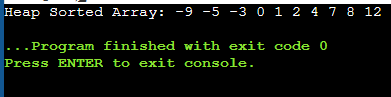 Heap Sorted Array: -9 -5 -3 0 1 2 4 7 8 12
...Program finished with exit code 0
Press ENTER to exit console.